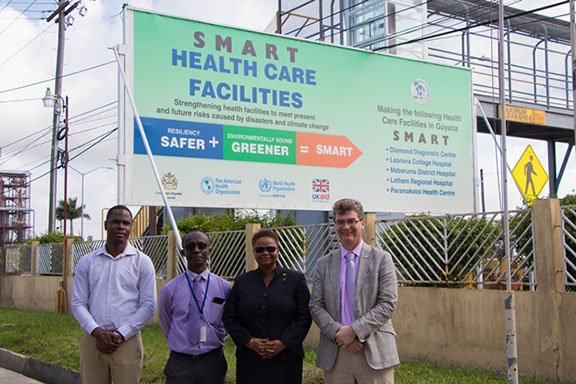 SMART
HEALTH CARE
FACILITIES
Strengthening health facilities to meet present
and future risks caused by disasters and climate change
RESILIENCY
SAFER +
ENVIRONMENTALLY SOUND
GREENER
= SMART
Pan American
Health
Organization
World Health
Organization
UKaid
Making the following Health
Care Facilities in Guyana
SMART
• Diamond Diagnostic Centre
• Leonora Cottage Hospital
• Mabaruma District Hospital
• Lethem Regional Hospital
• Paramakatoi Health Centre
MAXIMUM